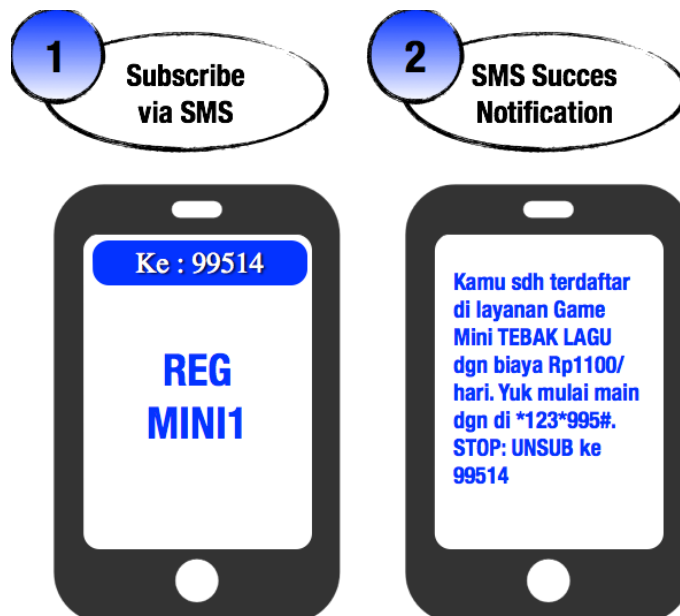 1
Subscribe
via SMS
Ke : 99514
REG
MINI1
2
SMS Succes
Notification
Kamu sdh terdaftar
di layanan Game
Mini TEBAK LAGU
dgn biaya Rp1100/
hari. Yuk mulai main
dgn di *123*995#.
STOP: UNSUB ke
99514